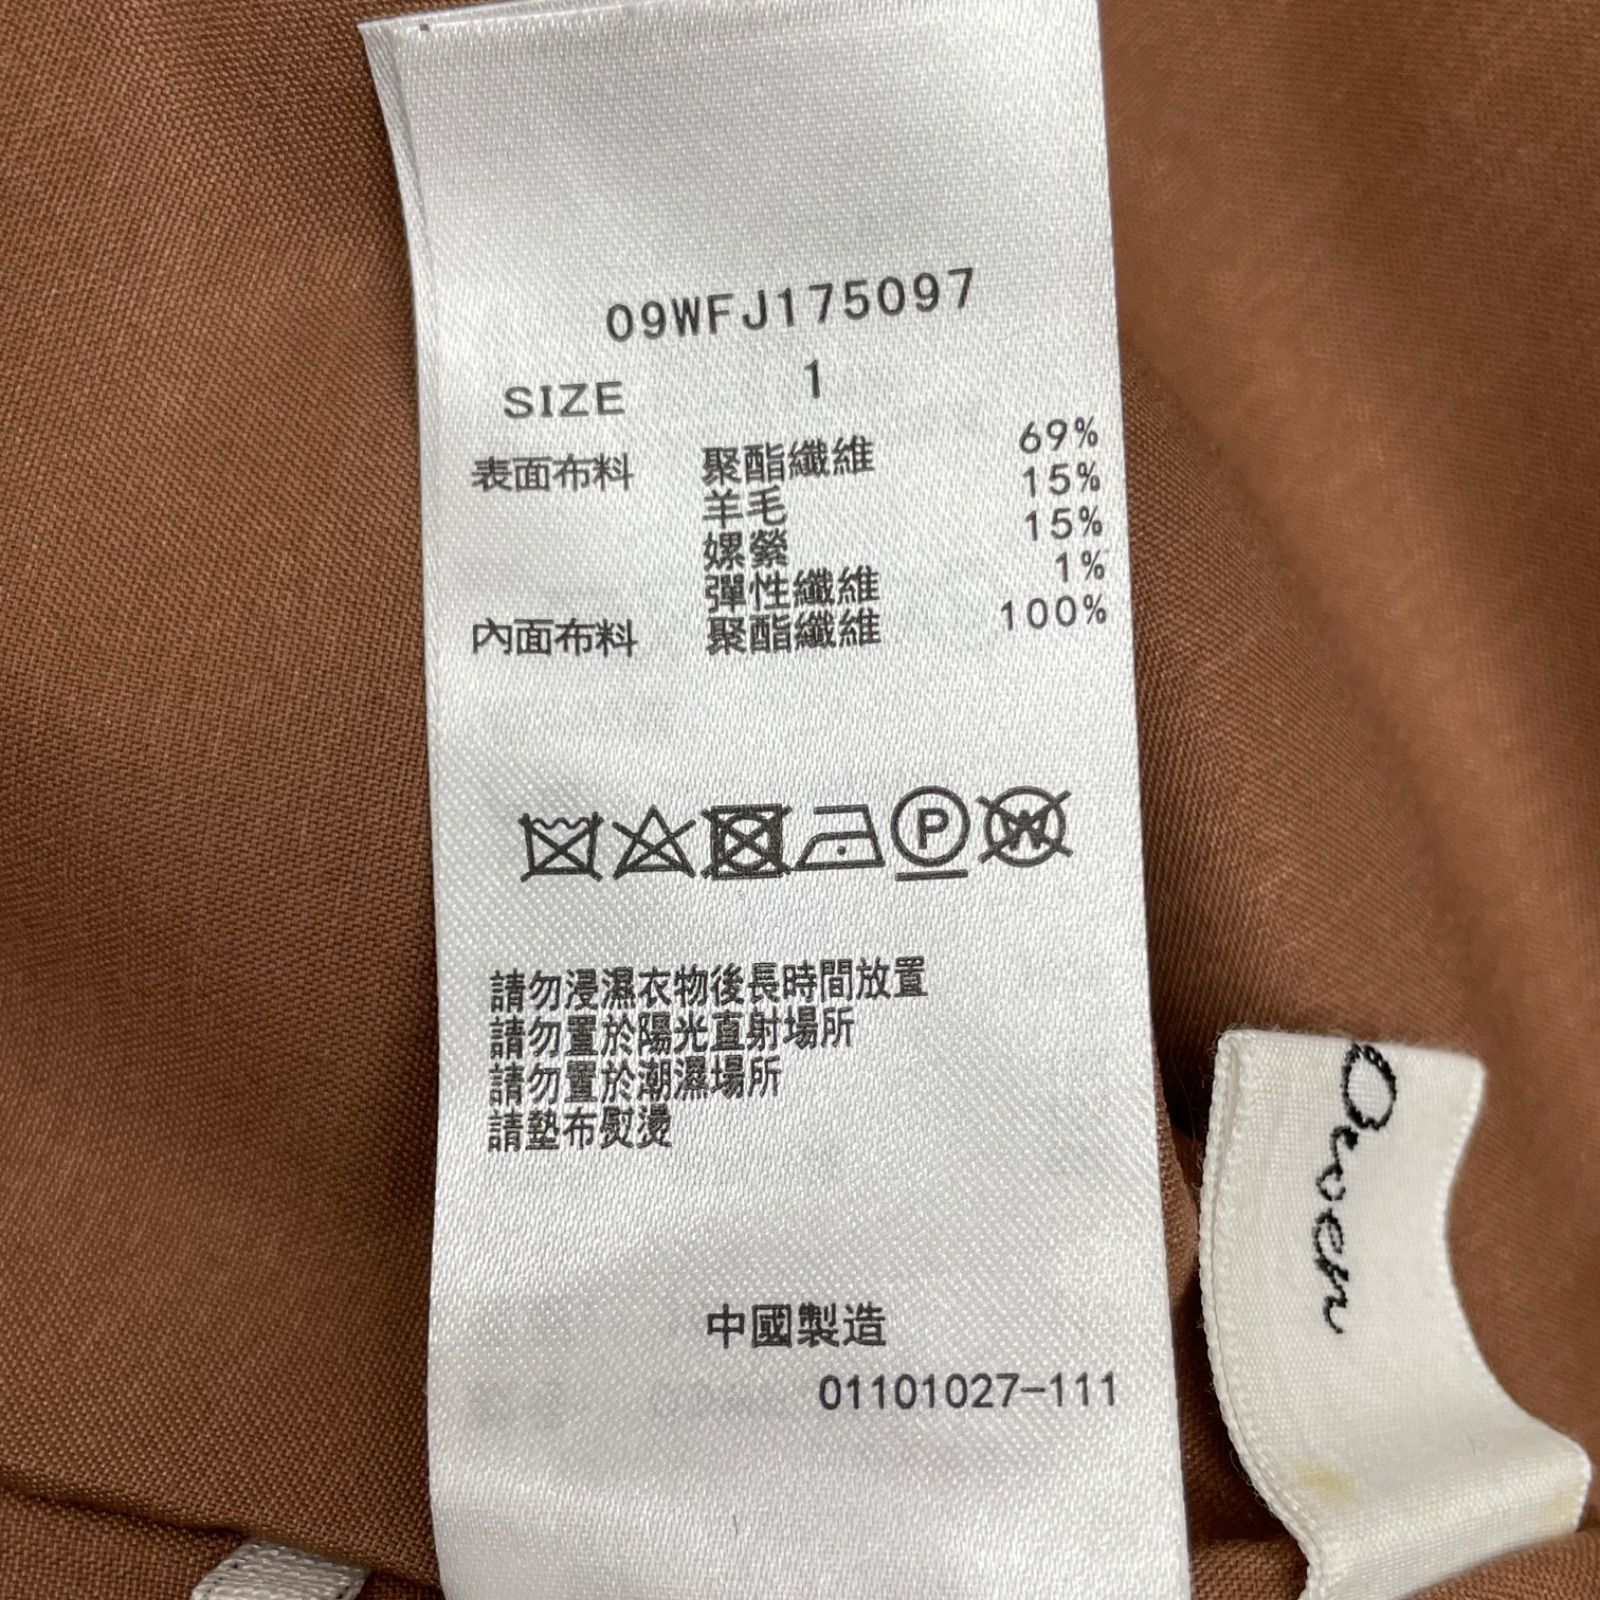 09WFJ175097
SIZE 1
表面布料 聚酯纖維 69%
羊毛 15%
嫘縈 15%
彈性纖維 1%
內面布料 聚酯纖維 100%
P W
請勿浸濕衣物後長時間放置
請勿置於陽光直射場所
請勿置於潮濕場所
請墊布熨燙
中國製造
01101027-111